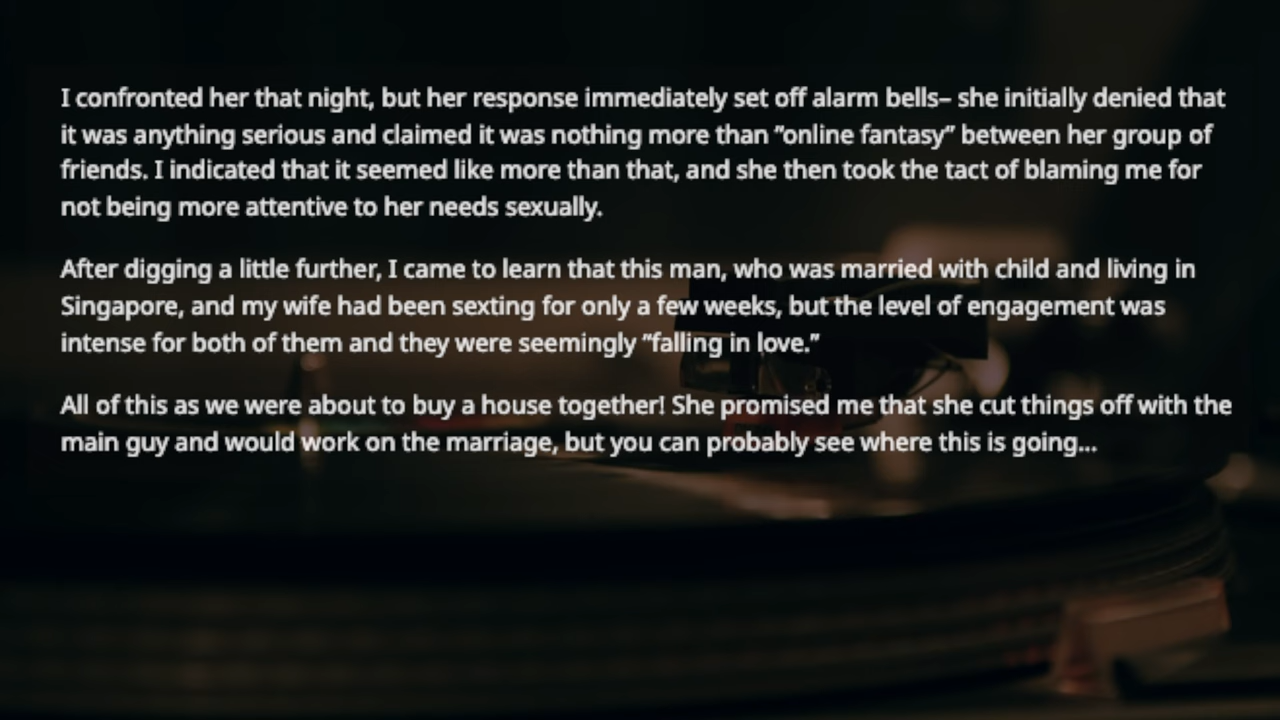 I confronted her that night, but her response immediately set off alarm bells– she initially denied that
it was anything serious and claimed it was nothing more than "online fantasy" between her group of
friends. I indicated that it seemed like more than that, and she then took the tact of blaming me for
not being more attentive to her needs sexually.
After digging a little further, I came to learn that this man, who was married with child and living in
Singapore, and my wife had been sexting for only a few weeks, but the level of engagement was
intense for both of them and they were seemingly "falling in love."
All of this as we were about to buy a house together! She promised me that she cut things off with the
main guy and would work on the marriage, but you can probably see where this is going...